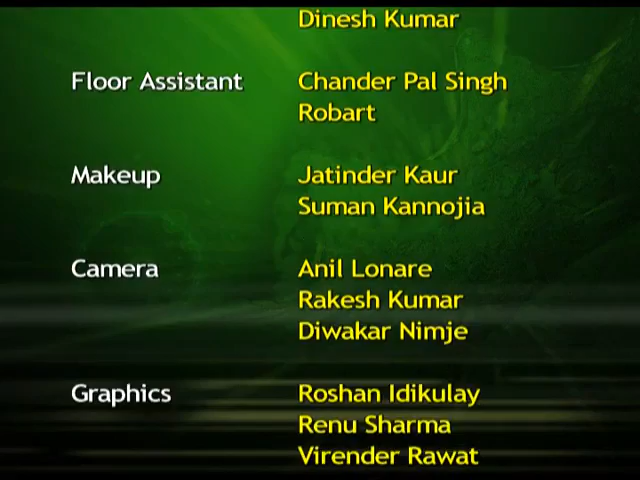 Dinesh Kumar
Floor Assistant Chander Pal Singh
Robart
Makeup Jatinder Kaur
Suman Kannojia
Camera Anil Lonare
Rakesh Kumar
Diwakar Nimje
Graphics Roshan Idikulay
Renu Sharma
Virender Rawat